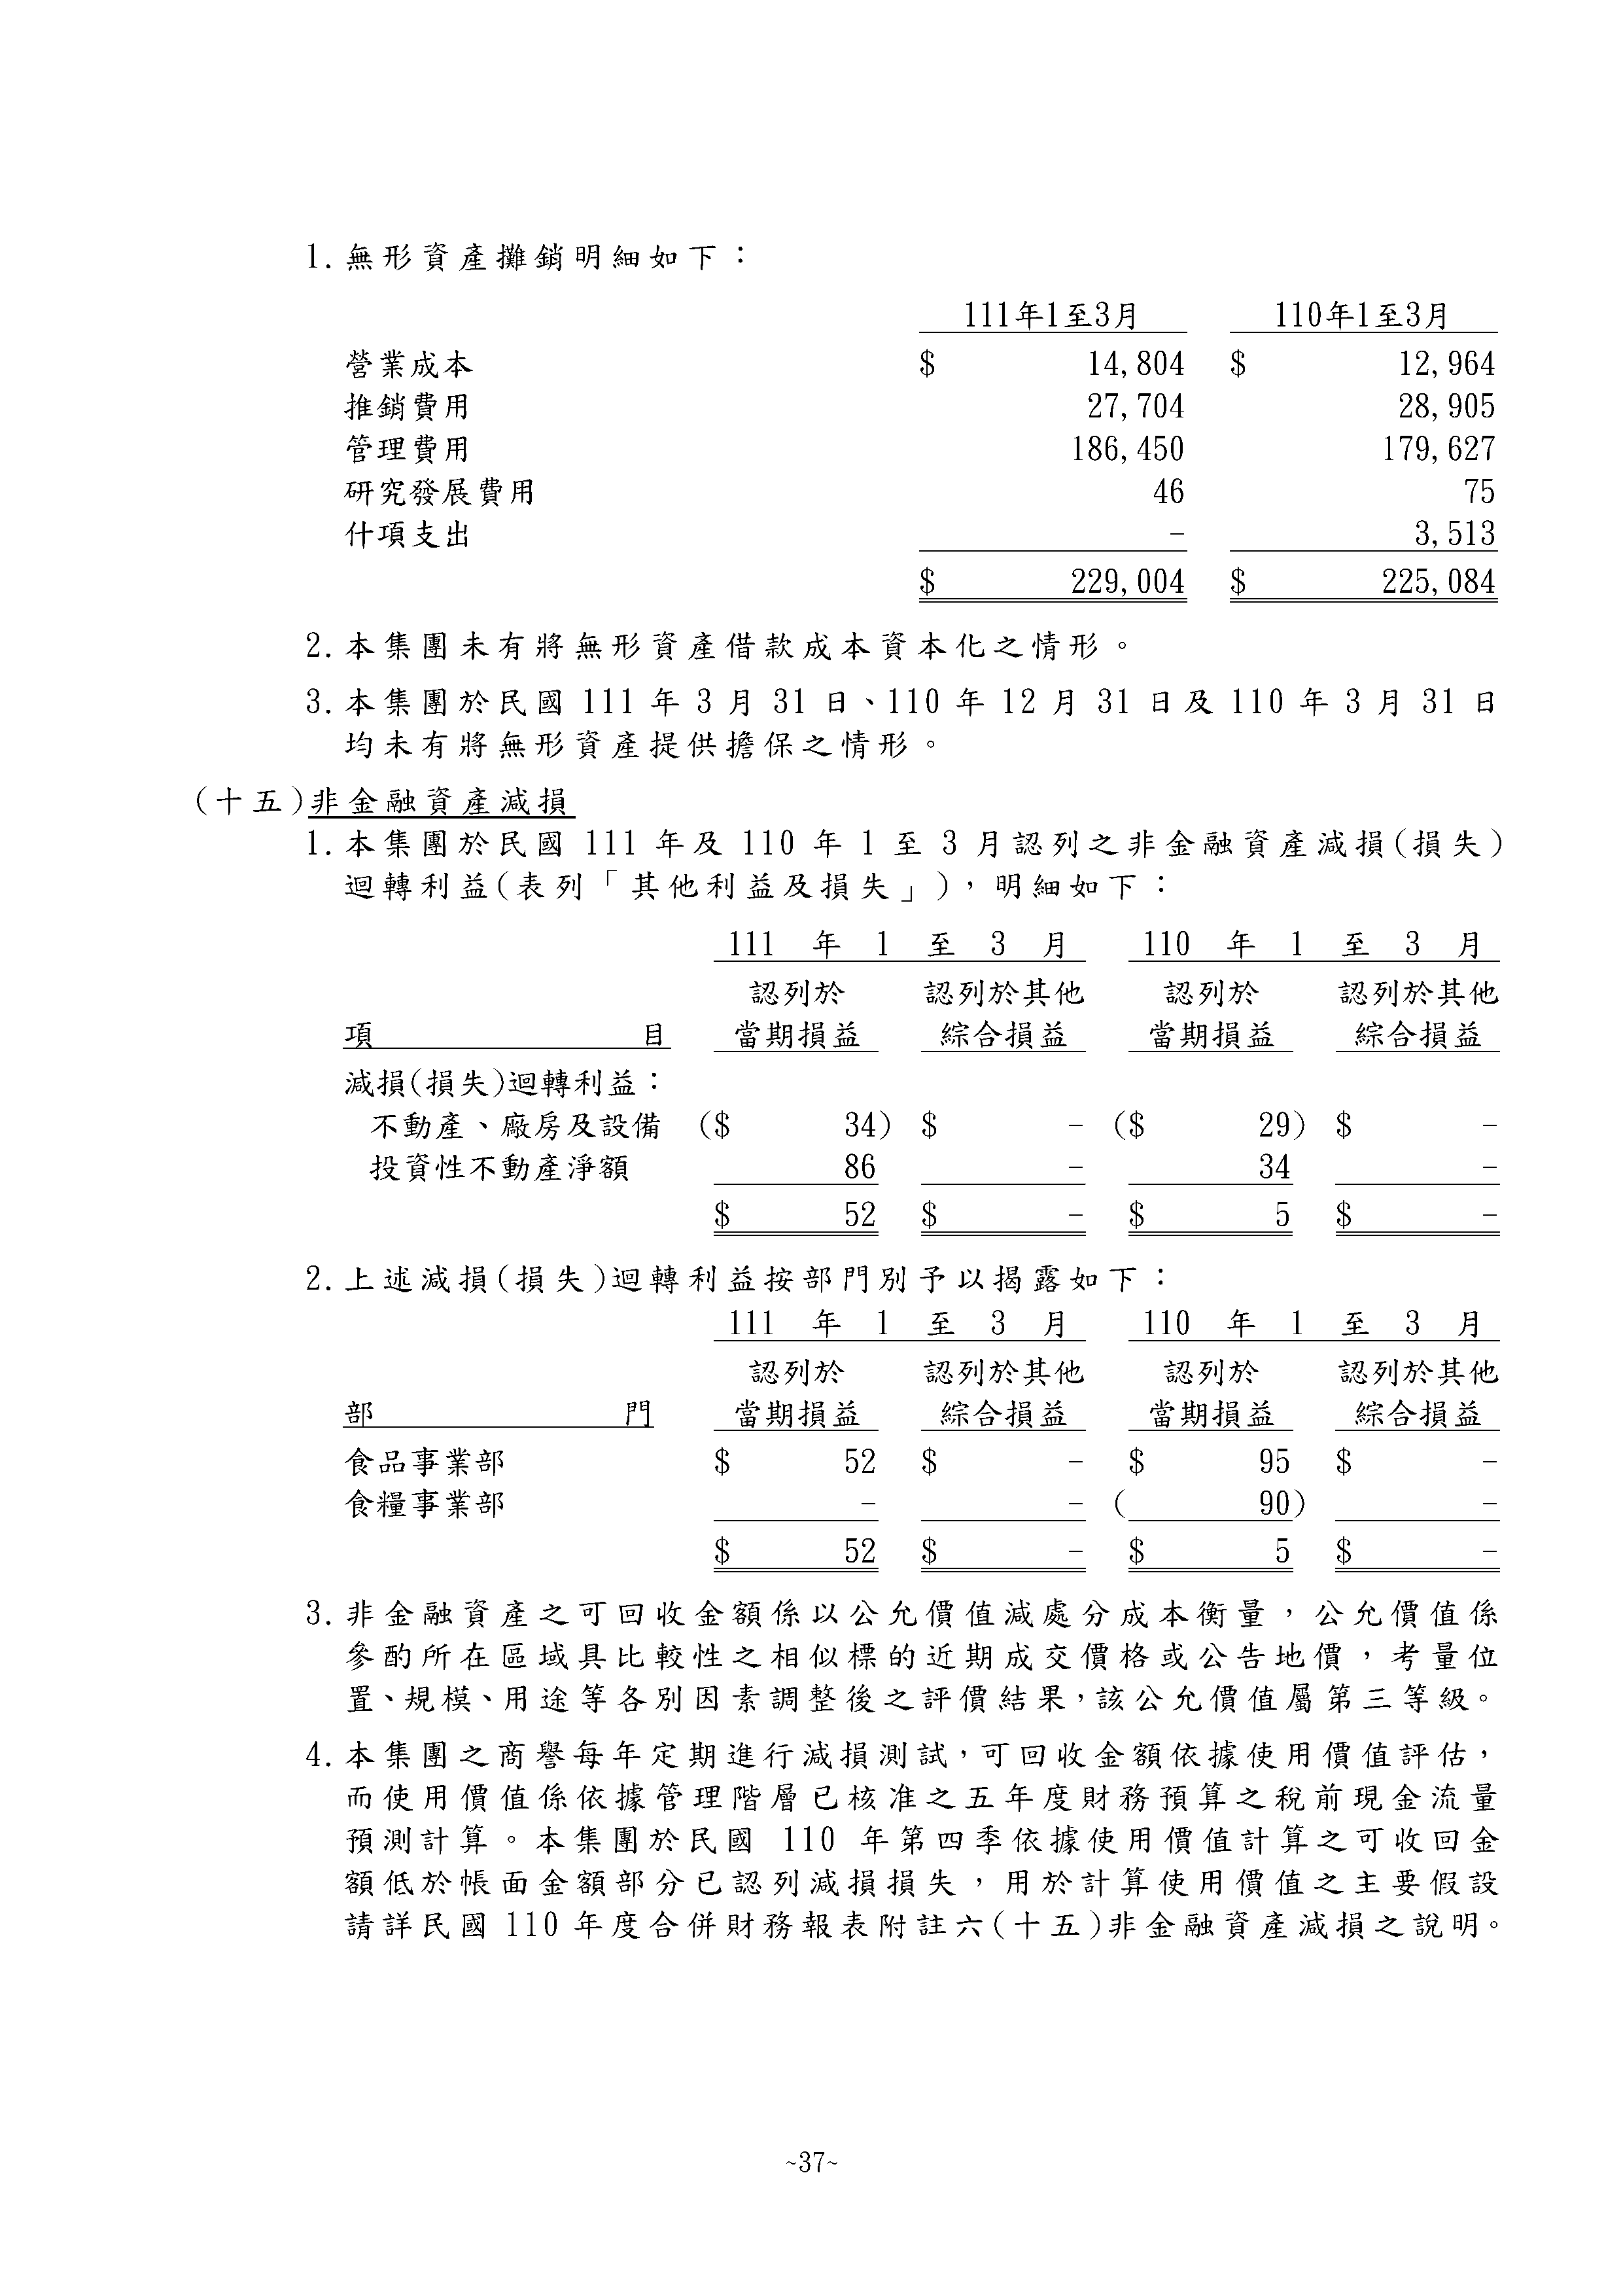 1.無形資產攤銷明細如下：
111年1至3月 110年1至3月
營業成本 $ 14,804 $ 12,964
推銷費用 27,704 28,905
管理費用 186,450 179,627
研究發展費用 46 75
什項支出 - 3,513
$ 229,004 $ 225,084
2.本集團未有將無形資產借款成本資本化之情形。
3.本集團於民國 111 年 3 月 31 日、110 年 12 月 31 日及 110 年 3 月 31 日
均未有將無形資產提供擔保之情形。
(十五)非金融資產減損
1.本集團於民國 111 年及 110 年 1 至 3 月認列之非金融資產減損(損失)
迴轉利益(表列「其他利益及損失」)，明細如下：
111 年 1 至 3 月 110 年 1 至 3 月
認列於 認列於其他 認列於 認列於其他
項 目 當期損益 綜合損益 當期損益 綜合損益
減損(損失)迴轉利益：
不動產、廠房及設備 ($ 34) $ - ($ 29) $ -
投資性不動產淨額 86 - 34 -
$ 52 $ - $ 5 $ -
2.上述減損(損失)迴轉利益按部門別予以揭露如下：
111 年 1 至 3 月 110 年 1 至 3 月
認列於 認列於其他 認列於 認列於其他
部 門 當期損益 綜合損益 當期損益 綜合損益
食品事業部 $ 52 $ - $ 95 $ -
食糧事業部 - - ( 90) -
$ 52 $ - $ 5 $ -
3.非金融資產之可回收金額係以公允價值減處分成本衡量，公允價值係
參酌所在區域具比較性之相似標的近期成交價格或公告地價，考量位
置、規模、用途等各別因素調整後之評價結果，該公允價值屬第三等級。
4.本集團之商譽每年定期進行減損測試，可回收金額依據使用價值評估，
而使用價值係依據管理階層已核准之五年度財務預算之稅前現金流量
預測計算。本集團於民國 110 年第四季依據使用價值計算之可收回金
額低於帳面金額部分已認列減損損失，用於計算使用價值之主要假設
請詳民國 110 年度合併財務報表附註六(十五)非金融資產減損之說明。
~37~